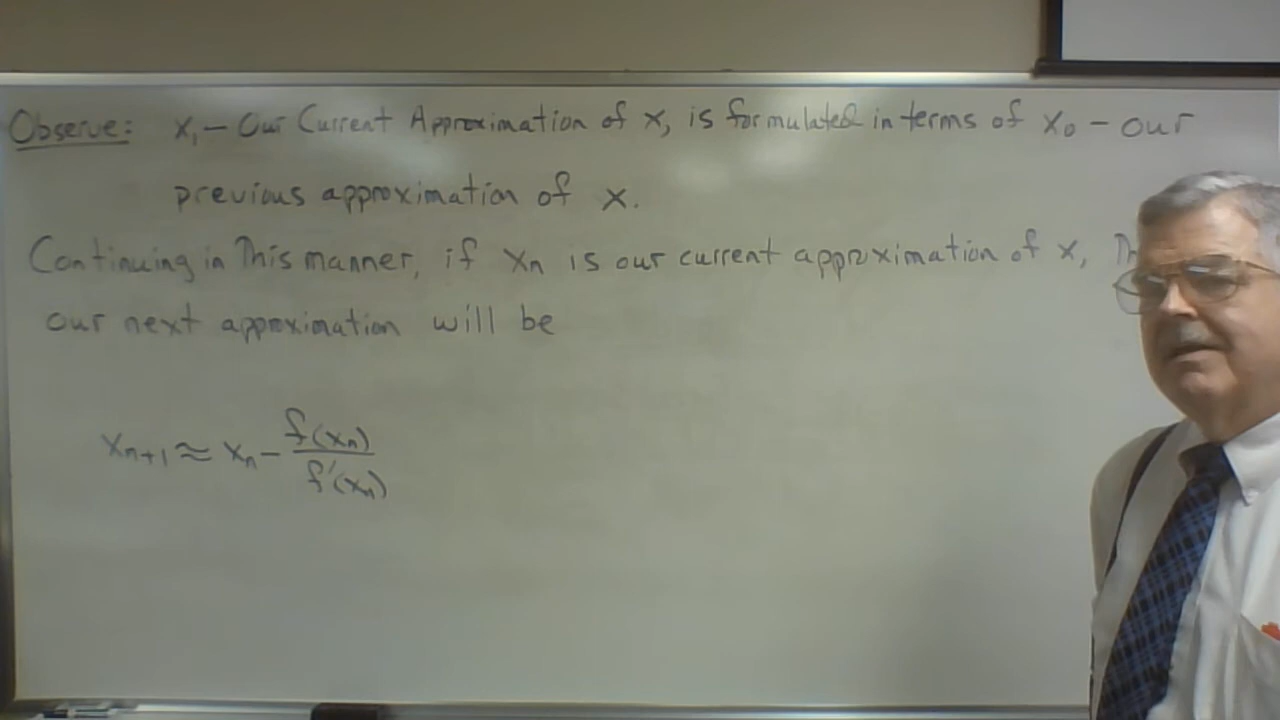 Observe: x₁ – Our Current Approximation of x, is formulated in terms of x₀ – our
previous approximation of x.
Continuing in This manner, if xₙ is our current approximation of x,
our next approximation will be
xₙ₊₁ ≈ xₙ – f(xₙ)/f'(xₙ)